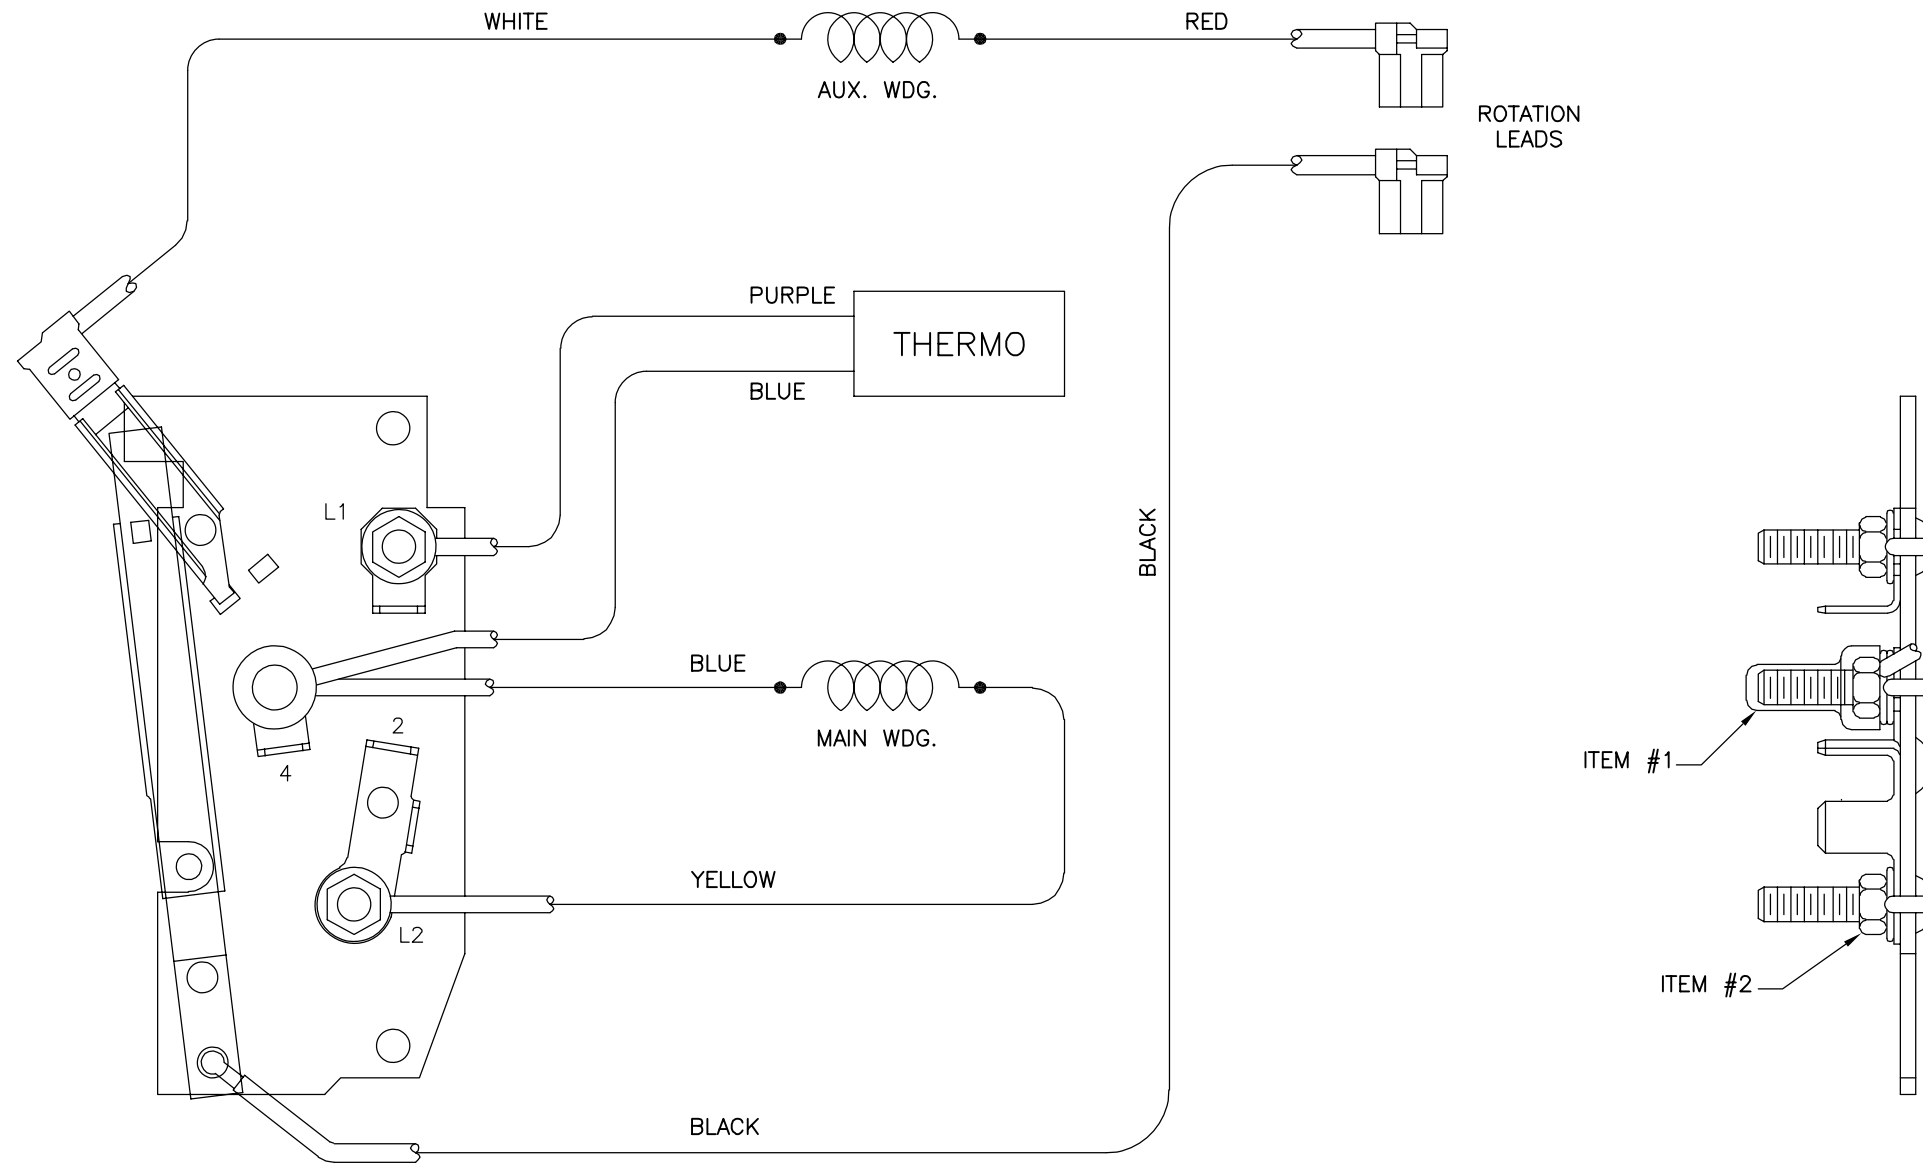 WHITE
RED
AUX. WDG.
ROTATION
LEADS
PURPLE
THERMO
BLUE
L1
BLACK
BLUE
MAIN WDG.
2
4
ITEM #1
YELLOW
L2
ITEM #2
BLACK